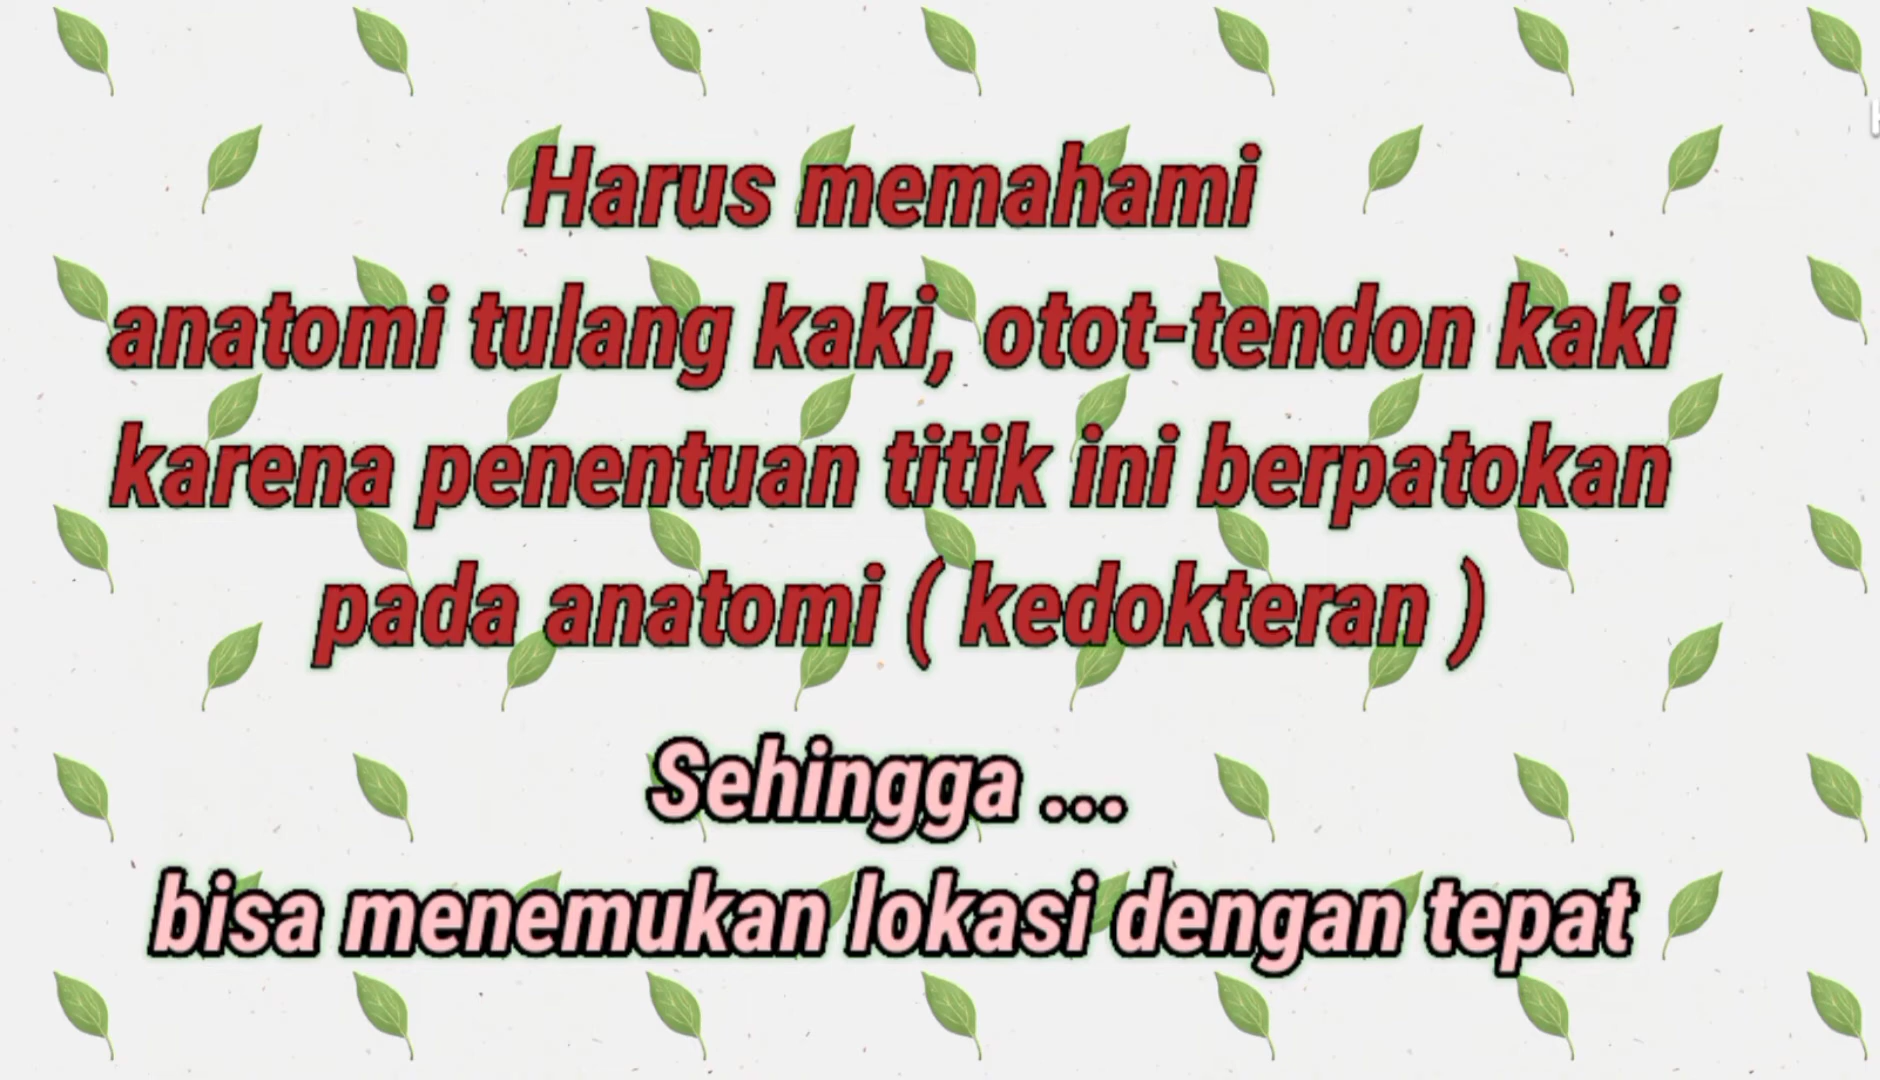 Harus memahami
anatomi tulang kaki, otot-tendon kaki
karena penentuan titik ini berpatokan
pada anatomi ( kedokteran )
Sehingga ...
bisa menemukan lokasi dengan tepat